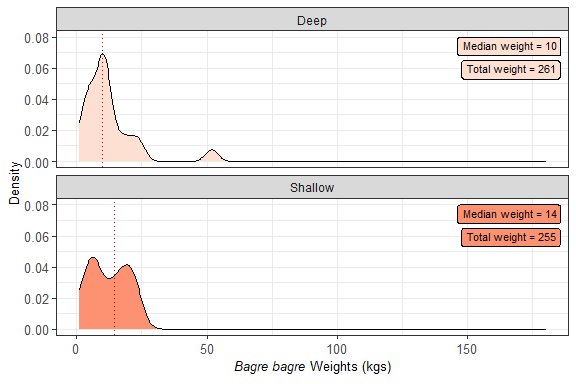 Deep
0.08
0.06
0.04
0.02
0.00
Median weight = 10
Total weight = 261
Shallow
0.08
0.06
0.04
0.02
0.00
Median weight = 14
Total weight = 255
Density
0
50
100
150
Bagre bagre Weights (kgs)